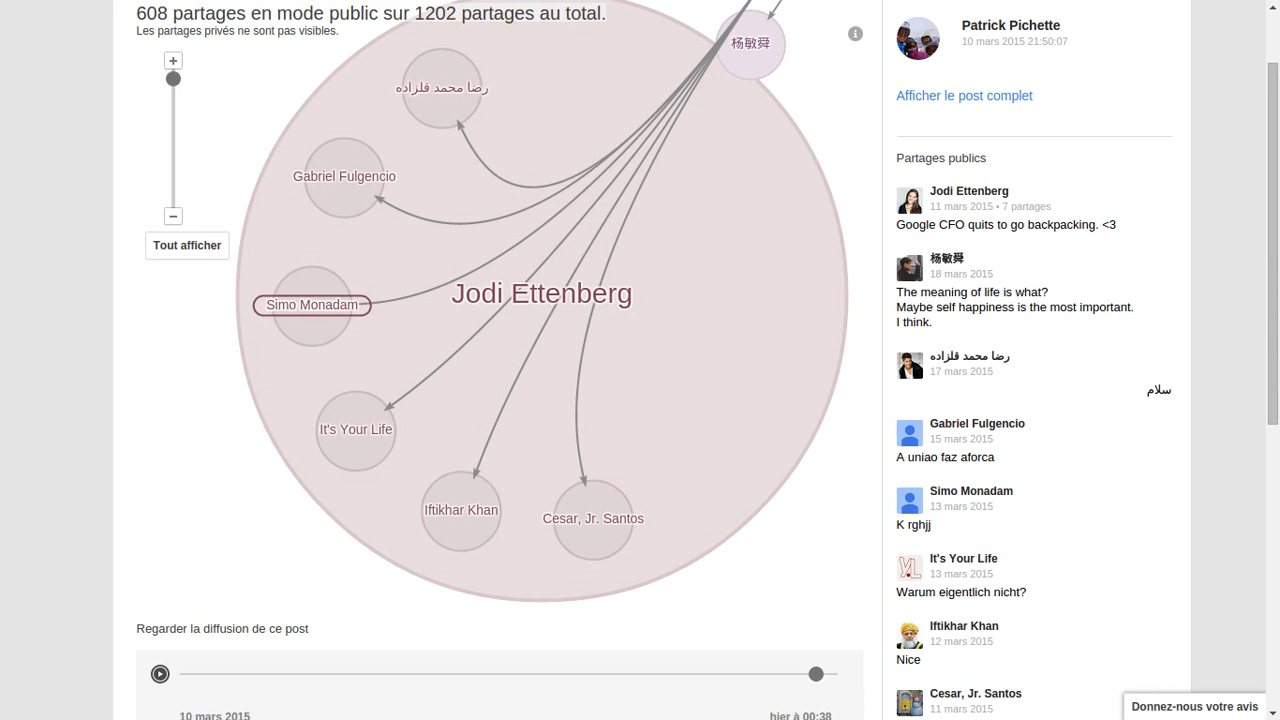 608 partages en mode public sur 1202 partages au total.
Les partages privés ne sont pas visibles.
+
−
Tout afficher
杨敏舜
رضا محمد قلزاده
Gabriel Fulgencio
Simo Monadam
Jodi Ettenberg
It's Your Life
Iftikhar Khan
Cesar, Jr. Santos
Regarder la diffusion de ce post
10 mars 2015
hier à 00:38
Patrick Pichette
10 mars 2015 21:50:07
Afficher le post complet
Partages publics
Jodi Ettenberg
11 mars 2015 • 7 partages
Google CFO quits to go backpacking. <3
杨敏舜
18 mars 2015
The meaning of life is what?
Maybe self happiness is the most important.
I think.
رضا محمد قلزاده
17 mars 2015
سلام
Gabriel Fulgencio
15 mars 2015
A uniao faz aforca
Simo Monadam
13 mars 2015
K rghjj
It's Your Life
13 mars 2015
Warum eigentlich nicht?
Iftikhar Khan
12 mars 2015
Nice
Cesar, Jr. Santos
11 mars 2015
Donnez-nous votre avis